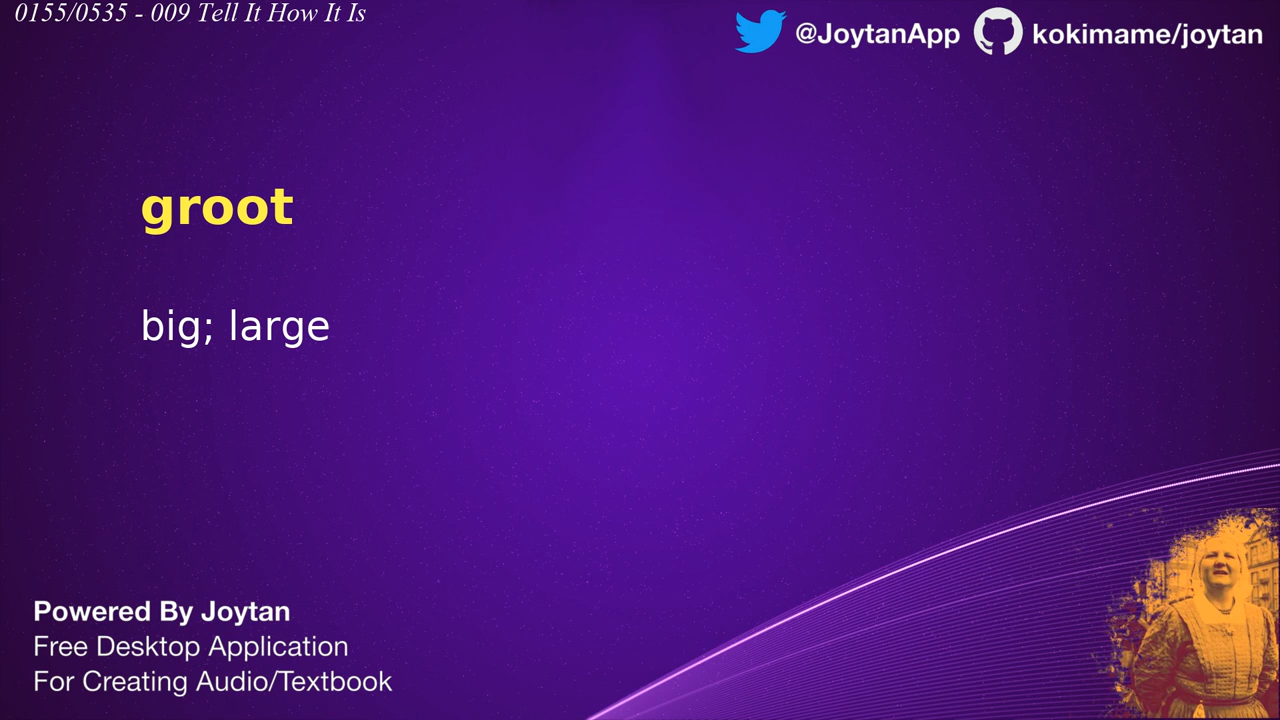 0155/0535 - 009 Tell It How It Is
@JoytanApp kokimame/joytan
groot
big; large
Powered By Joytan
Free Desktop Application
For Creating Audio/Textbook